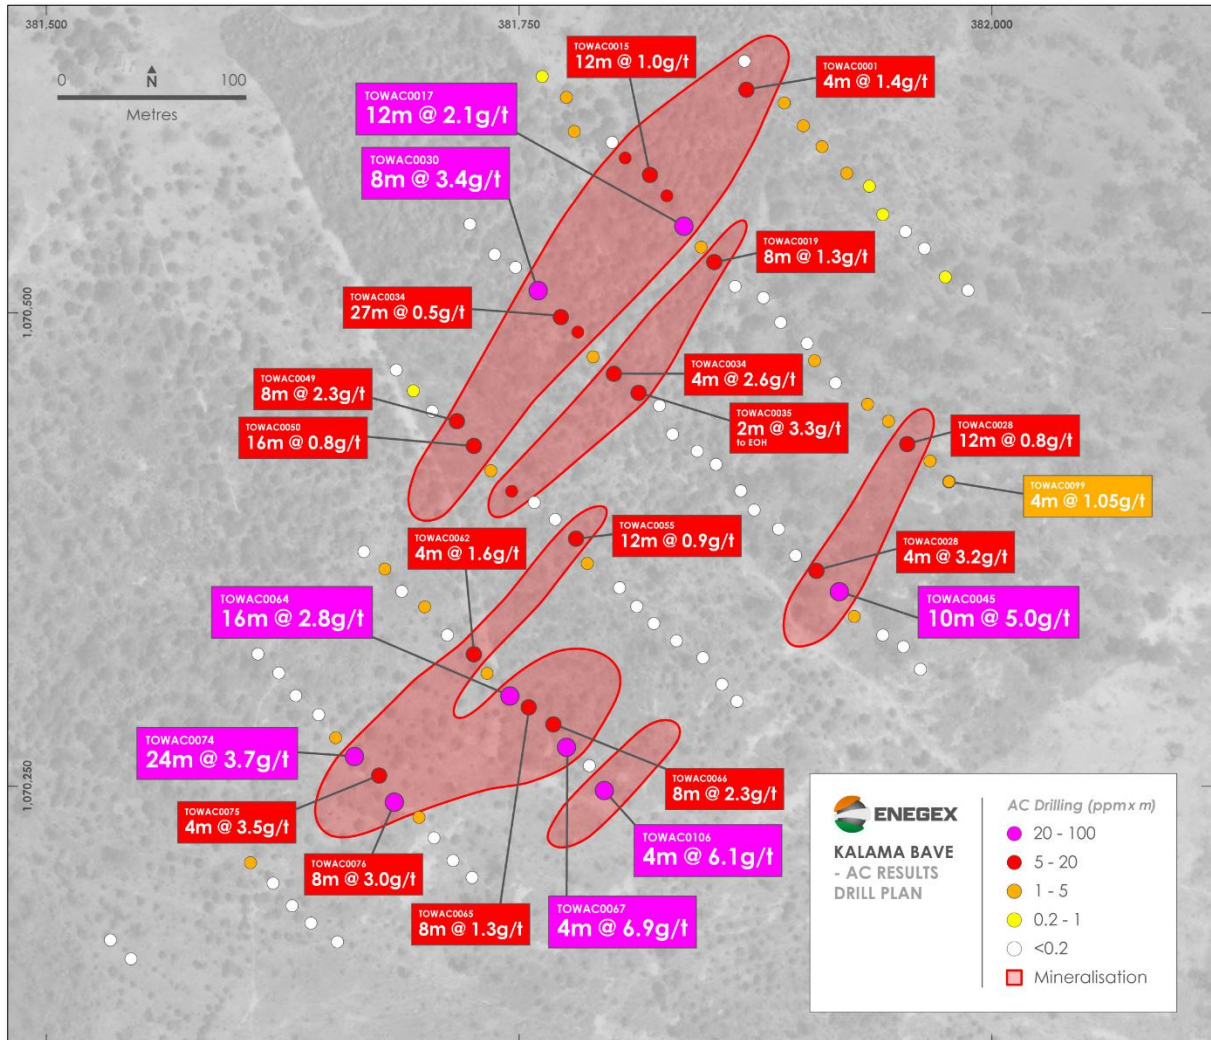 381,500
381,750
382,000
0
100
N
Metres
TOWAC0015
12m @ 1.0g/t
TOWAC0001
4m @ 1.4g/t
TOWAC0017
12m @ 2.1g/t
TOWAC0030
8m @ 3.4g/t
TOWAC0019
8m @ 1.3g/t
1,070,500
TOWAC0034
27m @ 0.5g/t
TOWAC0034
4m @ 2.6g/t
TOWAC0049
8m @ 2.3g/t
TOWAC0035
2m @ 3.3g/t
to EOH
TOWAC0050
16m @ 0.8g/t
TOWAC0028
12m @ 0.8g/t
TOWAC0099
4m @ 1.05g/t
TOWAC0062
4m @ 1.6g/t
TOWAC0055
12m @ 0.9g/t
TOWAC0028
4m @ 3.2g/t
TOWAC0064
16m @ 2.8g/t
TOWAC0045
10m @ 5.0g/t
TOWAC0074
24m @ 3.7g/t
1,070,250
TOWAC0066
8m @ 2.3g/t
TOWAC0075
4m @ 3.5g/t
TOWAC0106
4m @ 6.1g/t
TOWAC0076
8m @ 3.0g/t
TOWAC0065
8m @ 1.3g/t
TOWAC0067
4m @ 6.9g/t
ENEGEX
KALAMA BAVE
- AC RESULTS
DRILL PLAN
AC Drilling (ppm x m)
20 - 100
5 - 20
1 - 5
0.2 - 1
<0.2
Mineralisation